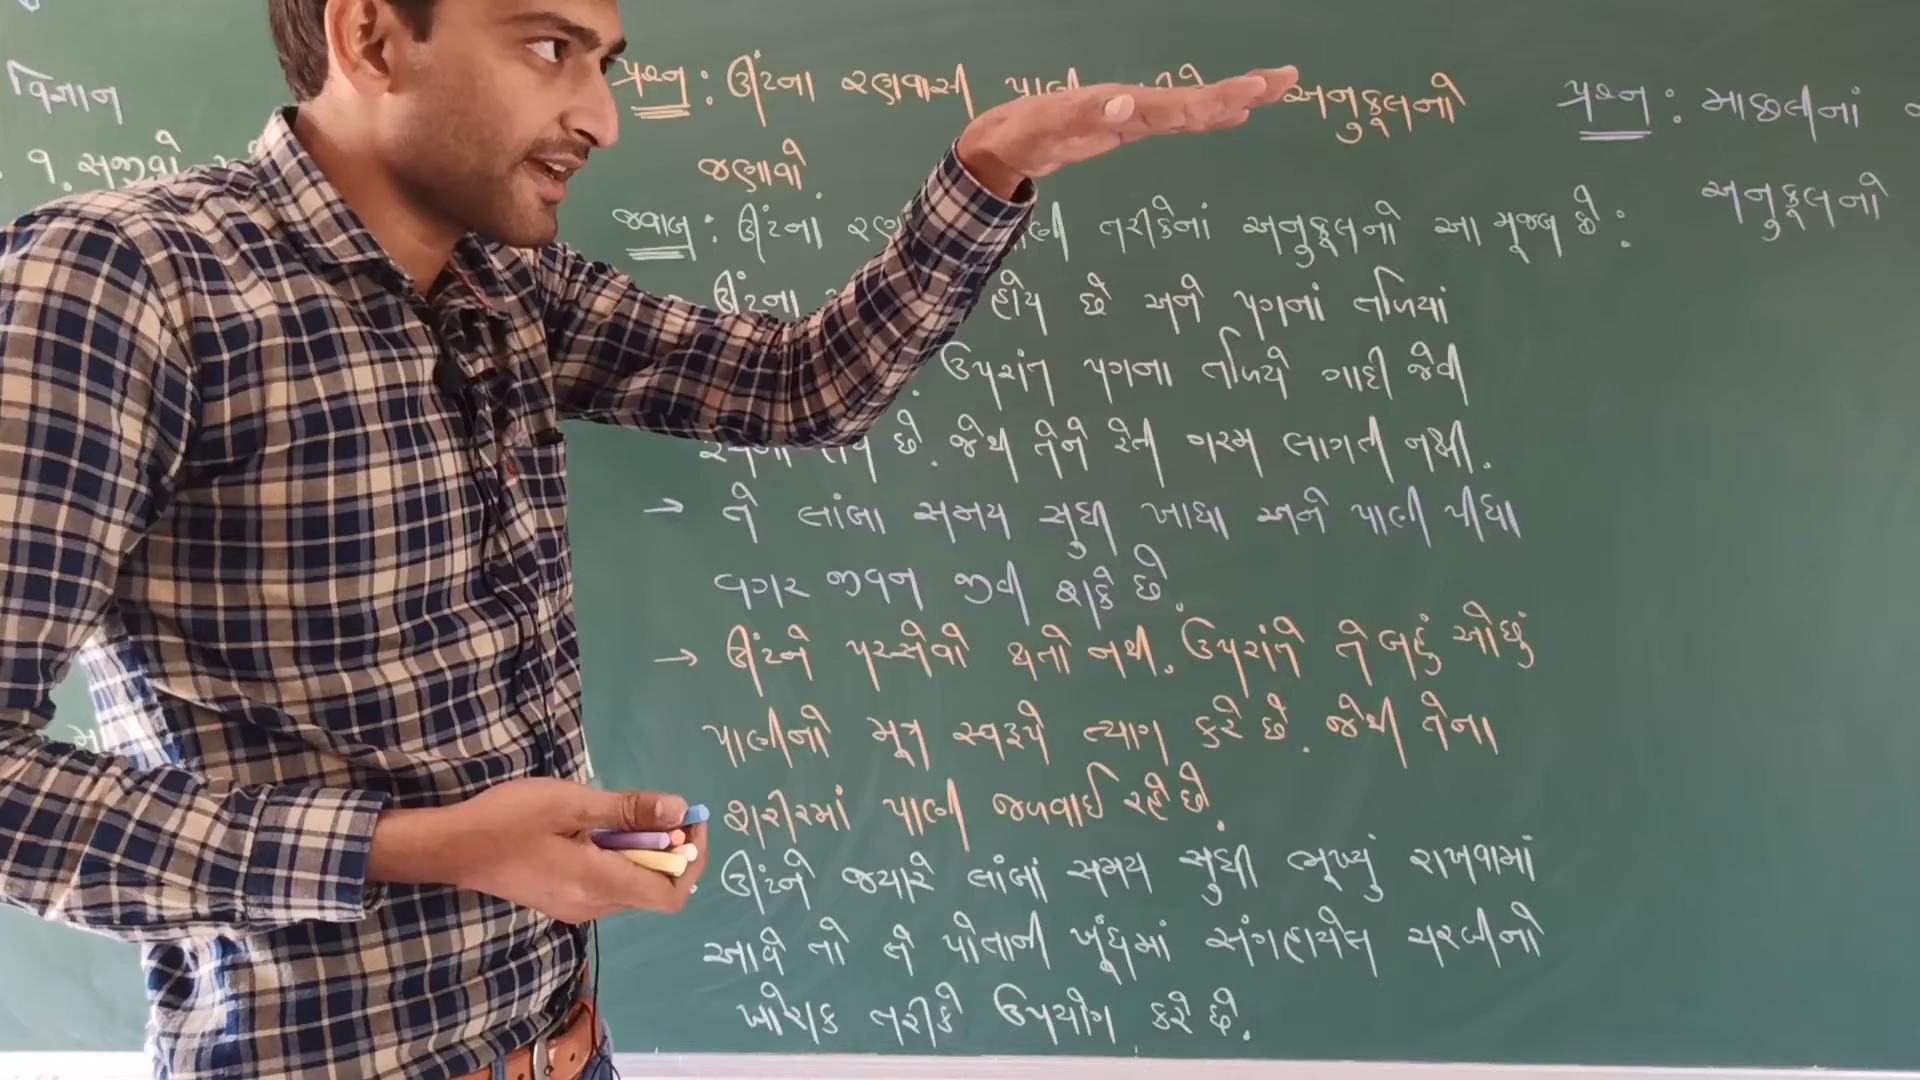 વિજ્ઞાન
૧. સજીવો
પ્રશ્ન : ઊંટના રણવાસી અનુકૂલનો
જણાવો.
જવાબ : ઊંટનાં તરીકેનાં અનુકૂલનો આ મૂજબ છે :
ઊંટના હોય છે અને પગનાં તળિયાં
ઉપરાંત પગના તળિયે ગાદી જેવી
છે. જેથી તેને રેતી ગરમ લાગતી નથી.
→ તે લાંબા સમય સુધી ખાધા અને પાણી પીધા
વગર જીવન જીવી શકે છે.
→ ઊંટને પરસેવો થતો નથી. ઉપરાંત તે બહું ઓછું
પાણીનો મૂત્ર સ્વરૂપે ત્યાગ કરે છે. જેથી તેના
શરીરમાં પાણી જળવાઈ રહે છે.
ઊંટને જયારે લાંબાં સમય સુધી ભૂખ્યું રાખવામાં
આવે તો તે પોતાની ખૂંધમાં સંગ્રહાયેલ ચરબીનો
ખોરાક તરીકે ઉપયોગ કરે છે.
પ્રશ્ન : માછલીનાં
અનુકૂલનો